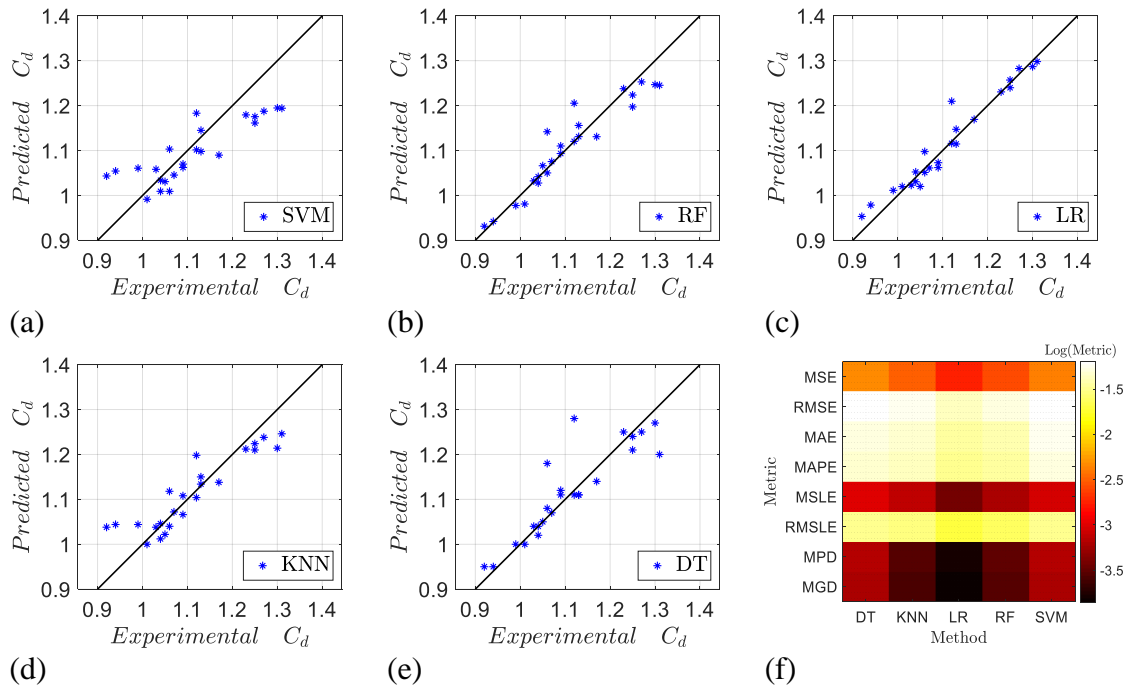 1.4
1.3
1.2
1.1
1
0.9
Predicted C_d
SVM
0.9 1 1.1 1.2 1.3 1.4
Experimental C_d
(a)
1.4
1.3
1.2
1.1
1
0.9
Predicted C_d
RF
0.9 1 1.1 1.2 1.3 1.4
Experimental C_d
(b)
1.4
1.3
1.2
1.1
1
0.9
Predicted C_d
LR
0.9 1 1.1 1.2 1.3 1.4
Experimental C_d
(c)
1.4
1.3
1.2
1.1
1
0.9
Predicted C_d
KNN
0.9 1 1.1 1.2 1.3 1.4
Experimental C_d
(d)
1.4
1.3
1.2
1.1
1
0.9
Predicted C_d
DT
0.9 1 1.1 1.2 1.3 1.4
Experimental C_d
(e)
Log(Metric)
MSE
RMSE
MAE
MAPE
MSLE
RMSLE
MPD
MGD
Metric
-1.5
-2
-2.5
-3
-3.5
DT KNN LR RF SVM
Method
(f)